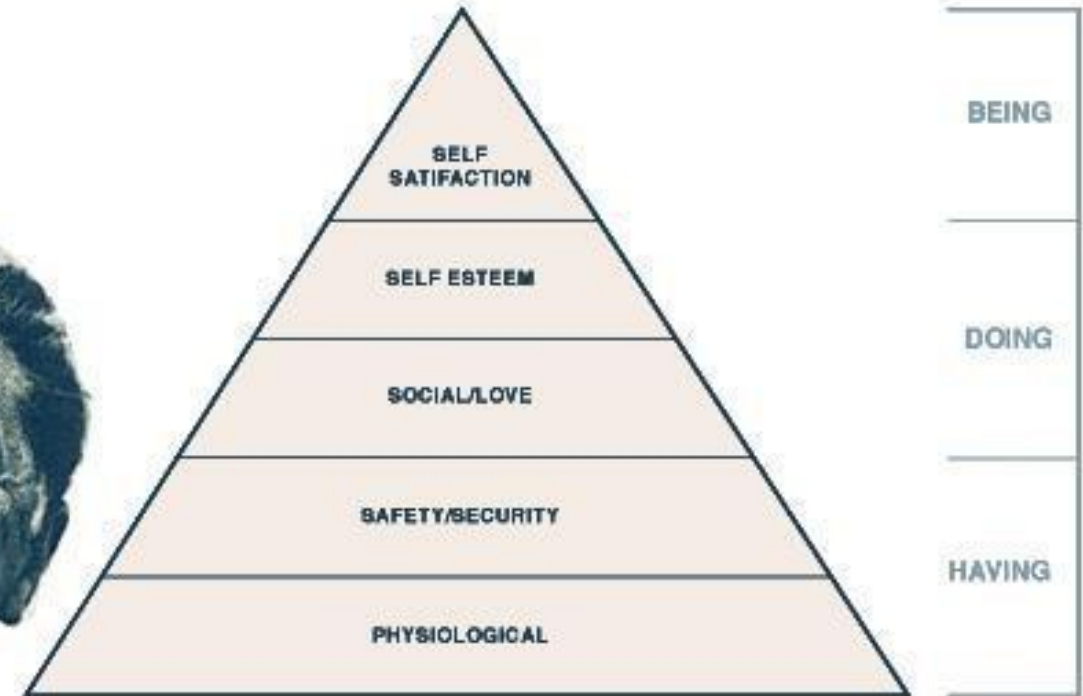 SELF
SATIFACTION
SELF ESTEEM
SOCIAL/LOVE
SAFETY/SECURITY
PHYSIOLOGICAL
BEING
DOING
HAVING